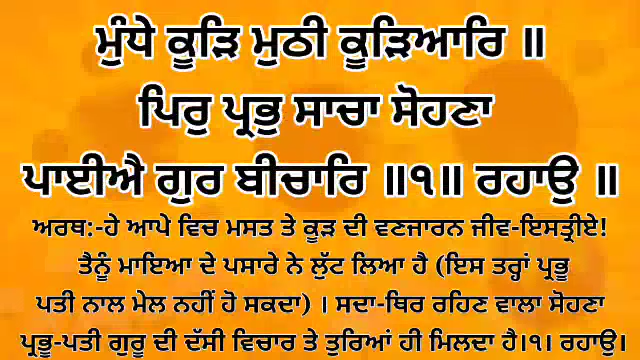 ਮੁੰਧੇ ਕੂੜਿ ਮੁਠੀ ਕੂੜਿਆਰਿ ॥
ਪਿਰੁ ਪ੍ਰਭੁ ਸਾਚਾ ਸੋਹਣਾ
ਪਾਈਐ ਗੁਰ ਬੀਚਾਰਿ ॥੧॥ ਰਹਾਉ ॥
ਅਰਥ:-ਹੇ ਆਪੇ ਵਿਚ ਮਸਤ ਤੇ ਕੂੜ ਦੀ ਵਣਜਾਰਨ ਜੀਵ-ਇਸਤ੍ਰੀਏ!
ਤੈਨੂੰ ਮਾਇਆ ਦੇ ਪਸਾਰੇ ਨੇ ਲੁੱਟ ਲਿਆ ਹੈ (ਇਸ ਤਰ੍ਹਾਂ ਪ੍ਰਭੂ
ਪਤੀ ਨਾਲ ਮੇਲ ਨਹੀਂ ਹੋ ਸਕਦਾ) । ਸਦਾ-ਥਿਰ ਰਹਿਣ ਵਾਲਾ ਸੋਹਣਾ
ਪ੍ਰਭੂ-ਪਤੀ ਗੁਰੂ ਦੀ ਦੱਸੀ ਵਿਚਾਰ ਤੇ ਤੁਰਿਆਂ ਹੀ ਮਿਲਦਾ ਹੈ।੧। ਰਹਾਉ।